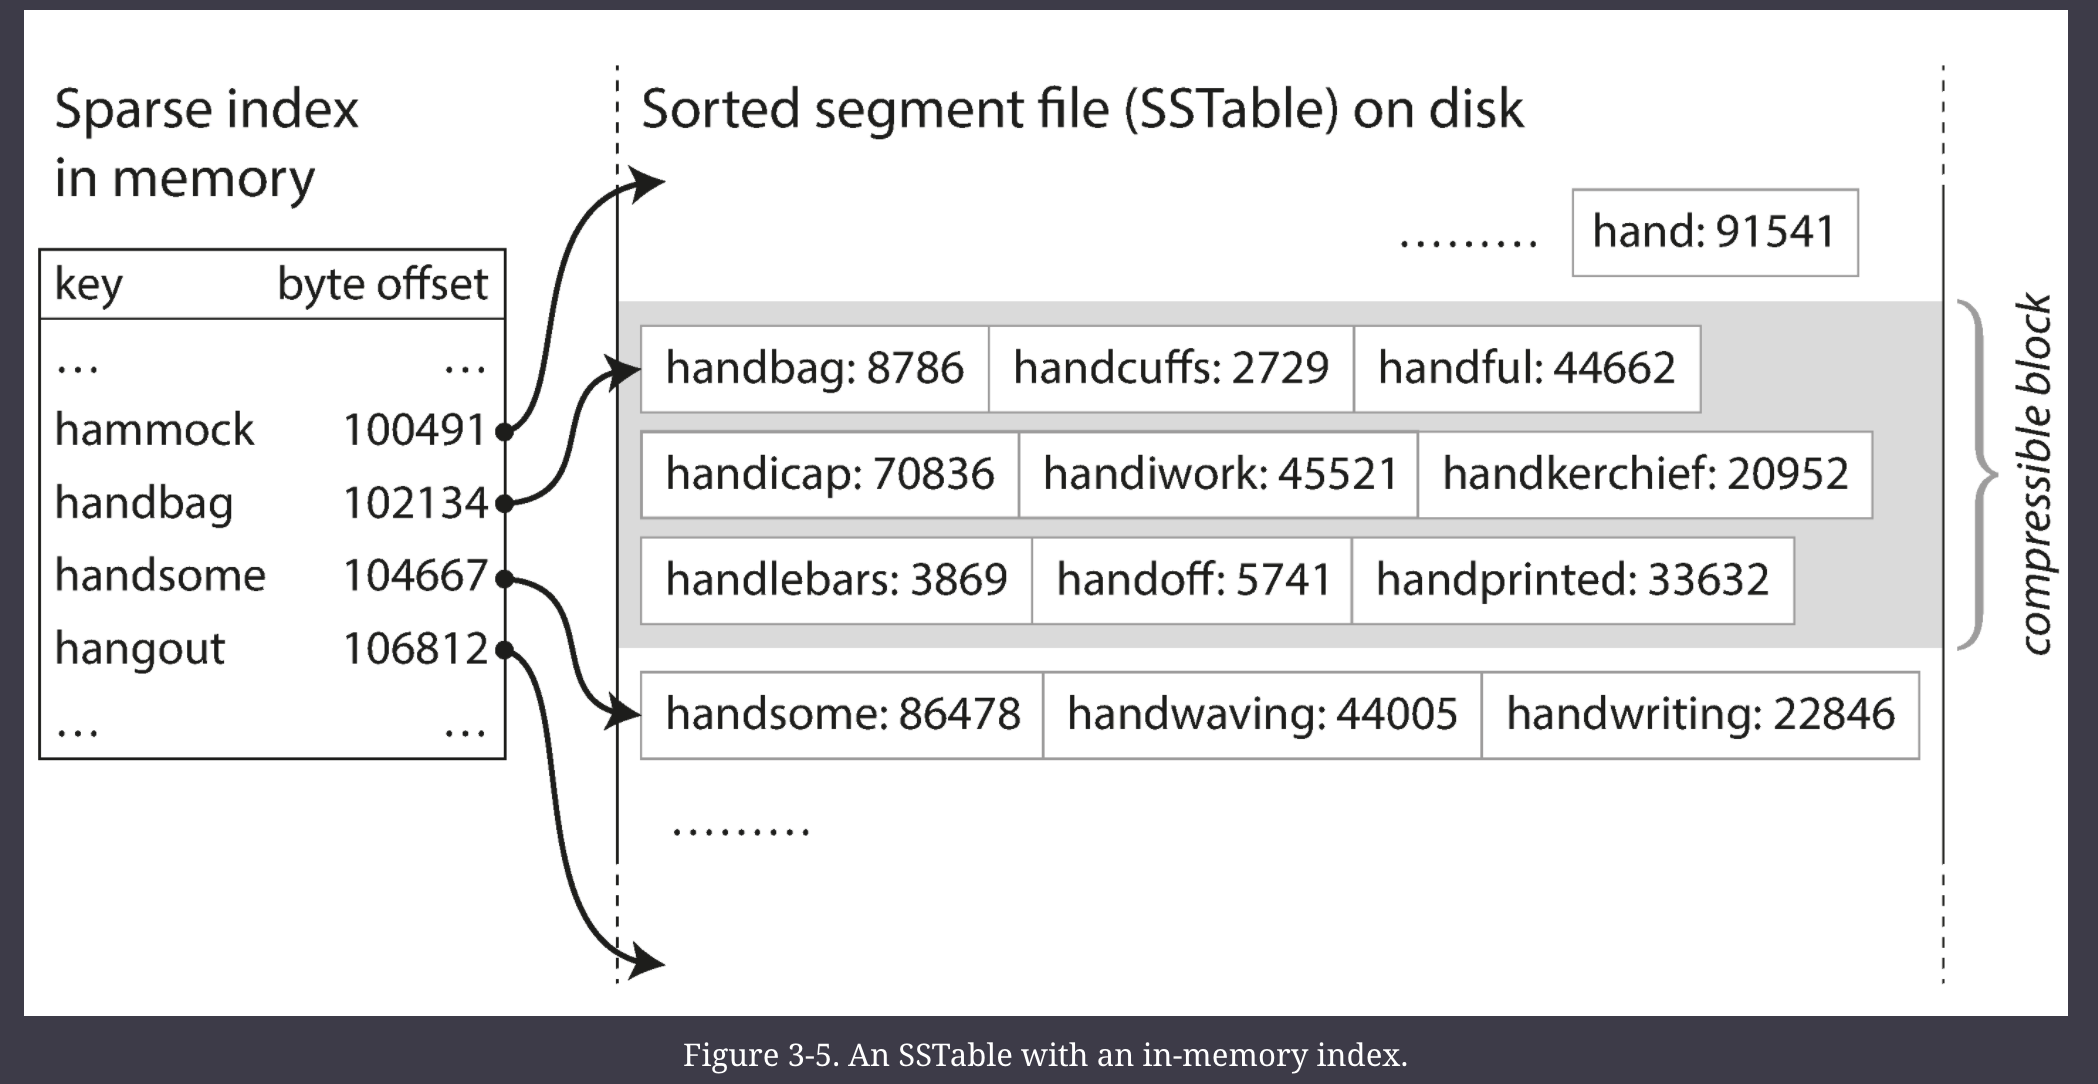 Sparse index
in memory
key byte offset
... ...
hammock 100491
handbag 102134
handsome 104667
hangout 106812
... ...
Sorted segment file (SSTable) on disk
......... hand: 91541
handbag: 8786 handcuffs: 2729 handful: 44662
handicap: 70836 handiwork: 45521 handkerchief: 20952
handlebars: 3869 handoff: 5741 handprinted: 33632
handsome: 86478 handwaving: 44005 handwriting: 22846
.........
compressible block
Figure 3-5. An SSTable with an in-memory index.